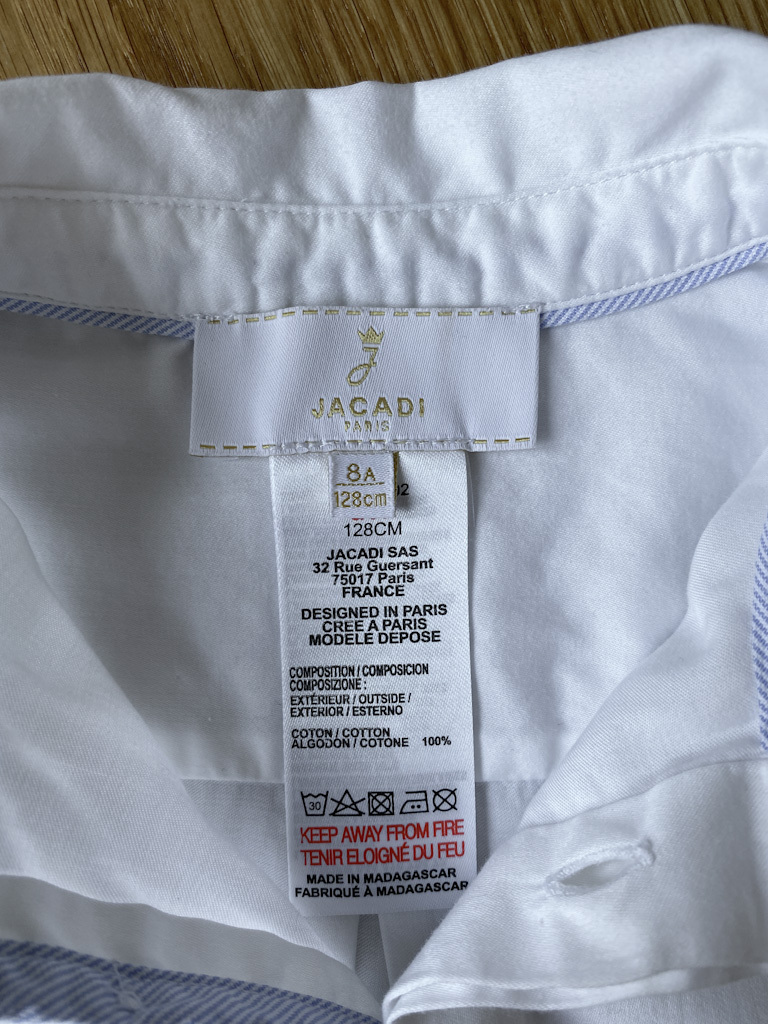 JACADI
PARIS
8A
128cm
128CM
JACADI SAS
32 Rue Guersant
75017 Paris
FRANCE
DESIGNED IN PARIS
CREE A PARIS
MODELE DEPOSE
COMPOSITION / COMPOSICION
COMPOSIZIONE :
EXTÉRIEUR / OUTSIDE /
EXTERIOR / ESTERNO
COTON / COTTON
ALGODON / COTONE 100%
30
KEEP AWAY FROM FIRE
TENIR ELOIGNÉ DU FEU
MADE IN MADAGASCAR
FABRIQUÉ À MADAGASCAR